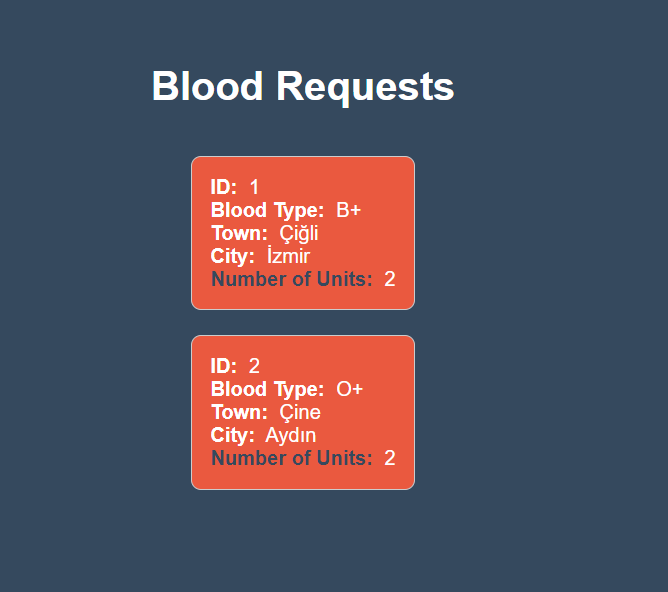 Blood Requests
ID: 1
Blood Type: B+
Town: Çiğli
City: İzmir
Number of Units: 2
ID: 2
Blood Type: O+
Town: Çine
City: Aydın
Number of Units: 2